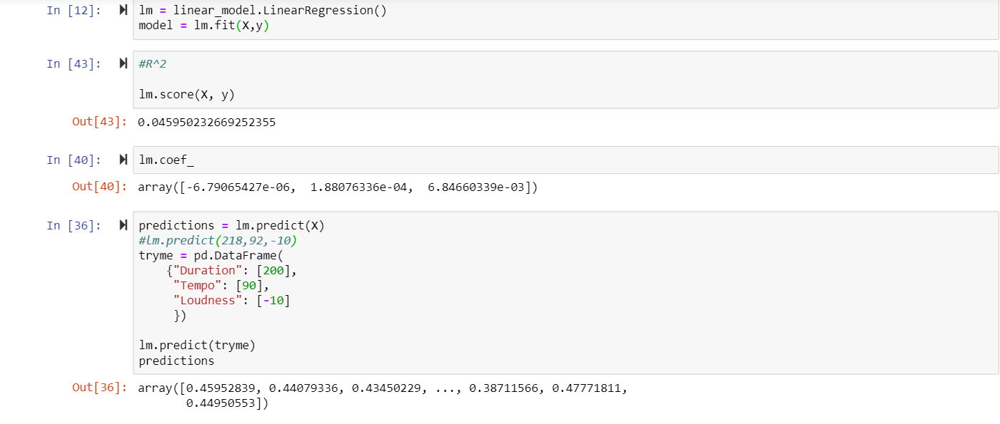 In [12]: lm = linear_model.LinearRegression()
model = lm.fit(X,y)
In [43]: #R^2
lm.score(X, y)
Out[43]: 0.045950232669252355
In [40]: lm.coef_
Out[40]: array([-6.79065427e-06,  1.88076336e-04,  6.84660339e-03])
In [36]: predictions = lm.predict(X)
#lm.predict(218,92,-10)
tryme = pd.DataFrame(
    {"Duration": [200],
     "Tempo": [90],
     "Loudness": [-10]
     })
lm.predict(tryme)
predictions
Out[36]: array([0.45952839, 0.44079336, 0.43450229, ..., 0.38711566, 0.47771811,
       0.44950553])